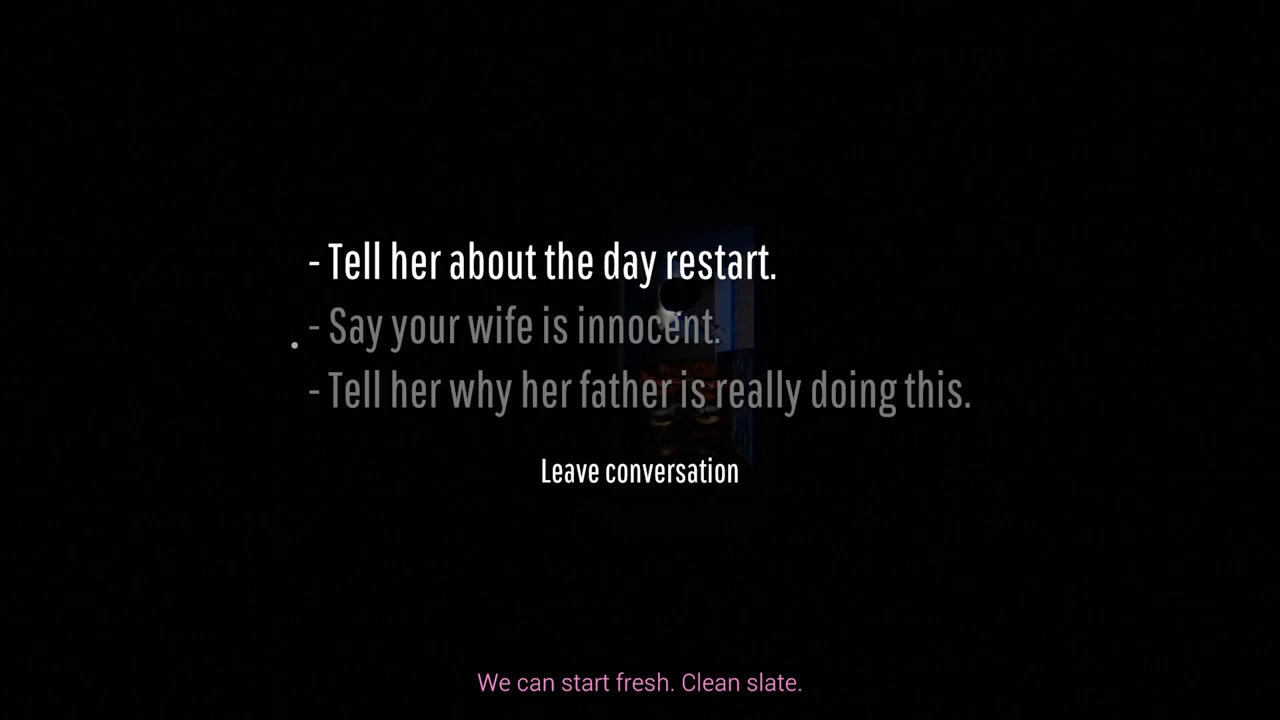 - Tell her about the day restart.
- Say your wife is innocent.
- Tell her why her father is really doing this.
Leave conversation
We can start fresh. Clean slate.